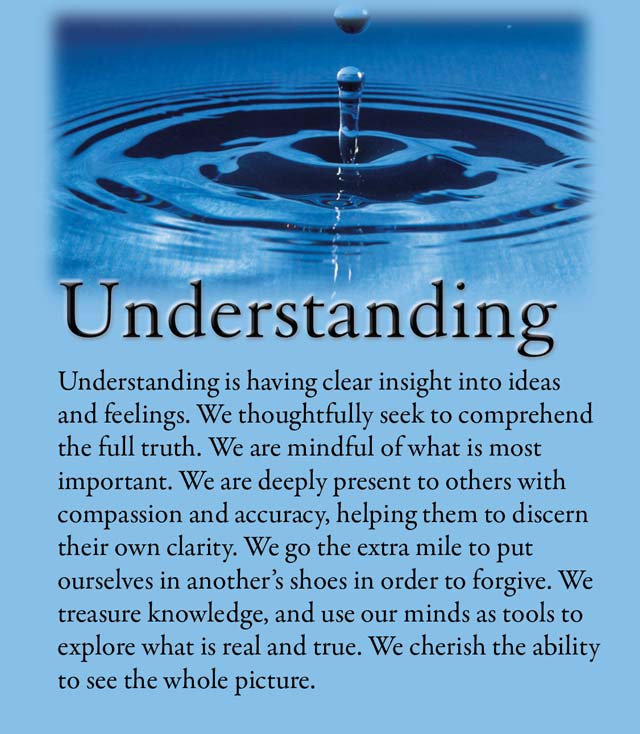 Understanding
Understanding is having clear insight into ideas
and feelings. We thoughtfully seek to comprehend
the full truth. We are mindful of what is most
important. We are deeply present to others with
compassion and accuracy, helping them to discern
their own clarity. We go the extra mile to put
ourselves in another’s shoes in order to forgive. We
treasure knowledge, and use our minds as tools to
explore what is real and true. We cherish the ability
to see the whole picture.